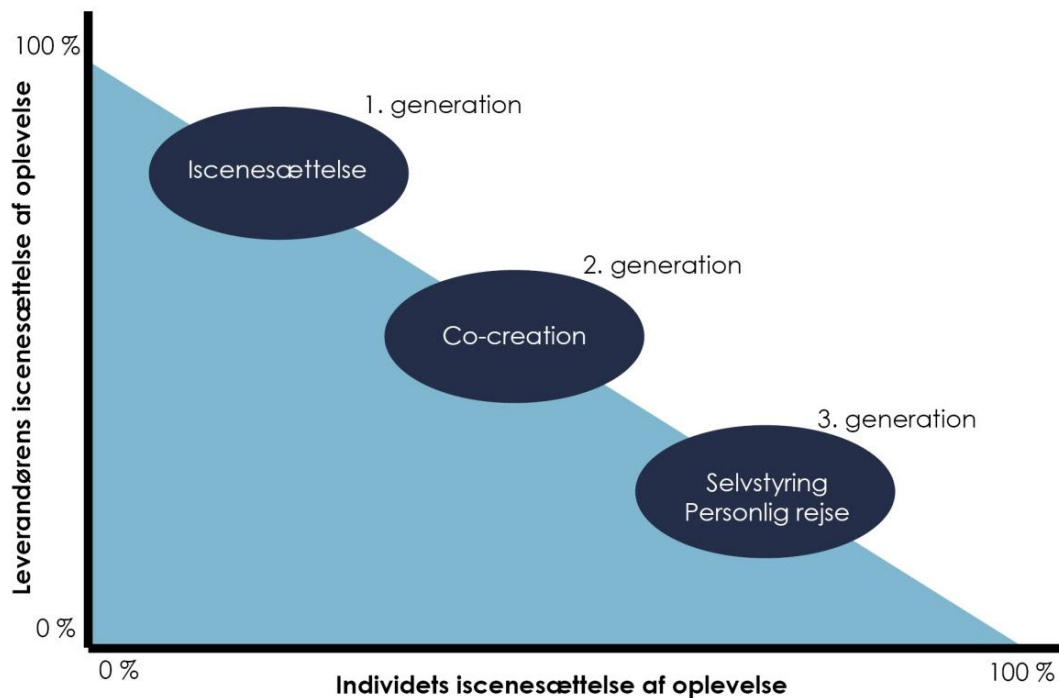 100 %
1. generation
Iscenesættelse
2. generation
Co-creation
3. generation
Selvstyring
Personlig rejse
Leverandørens iscenesættelse af oplevelse
0 %
0 %
100 %
Individets iscenesættelse af oplevelse